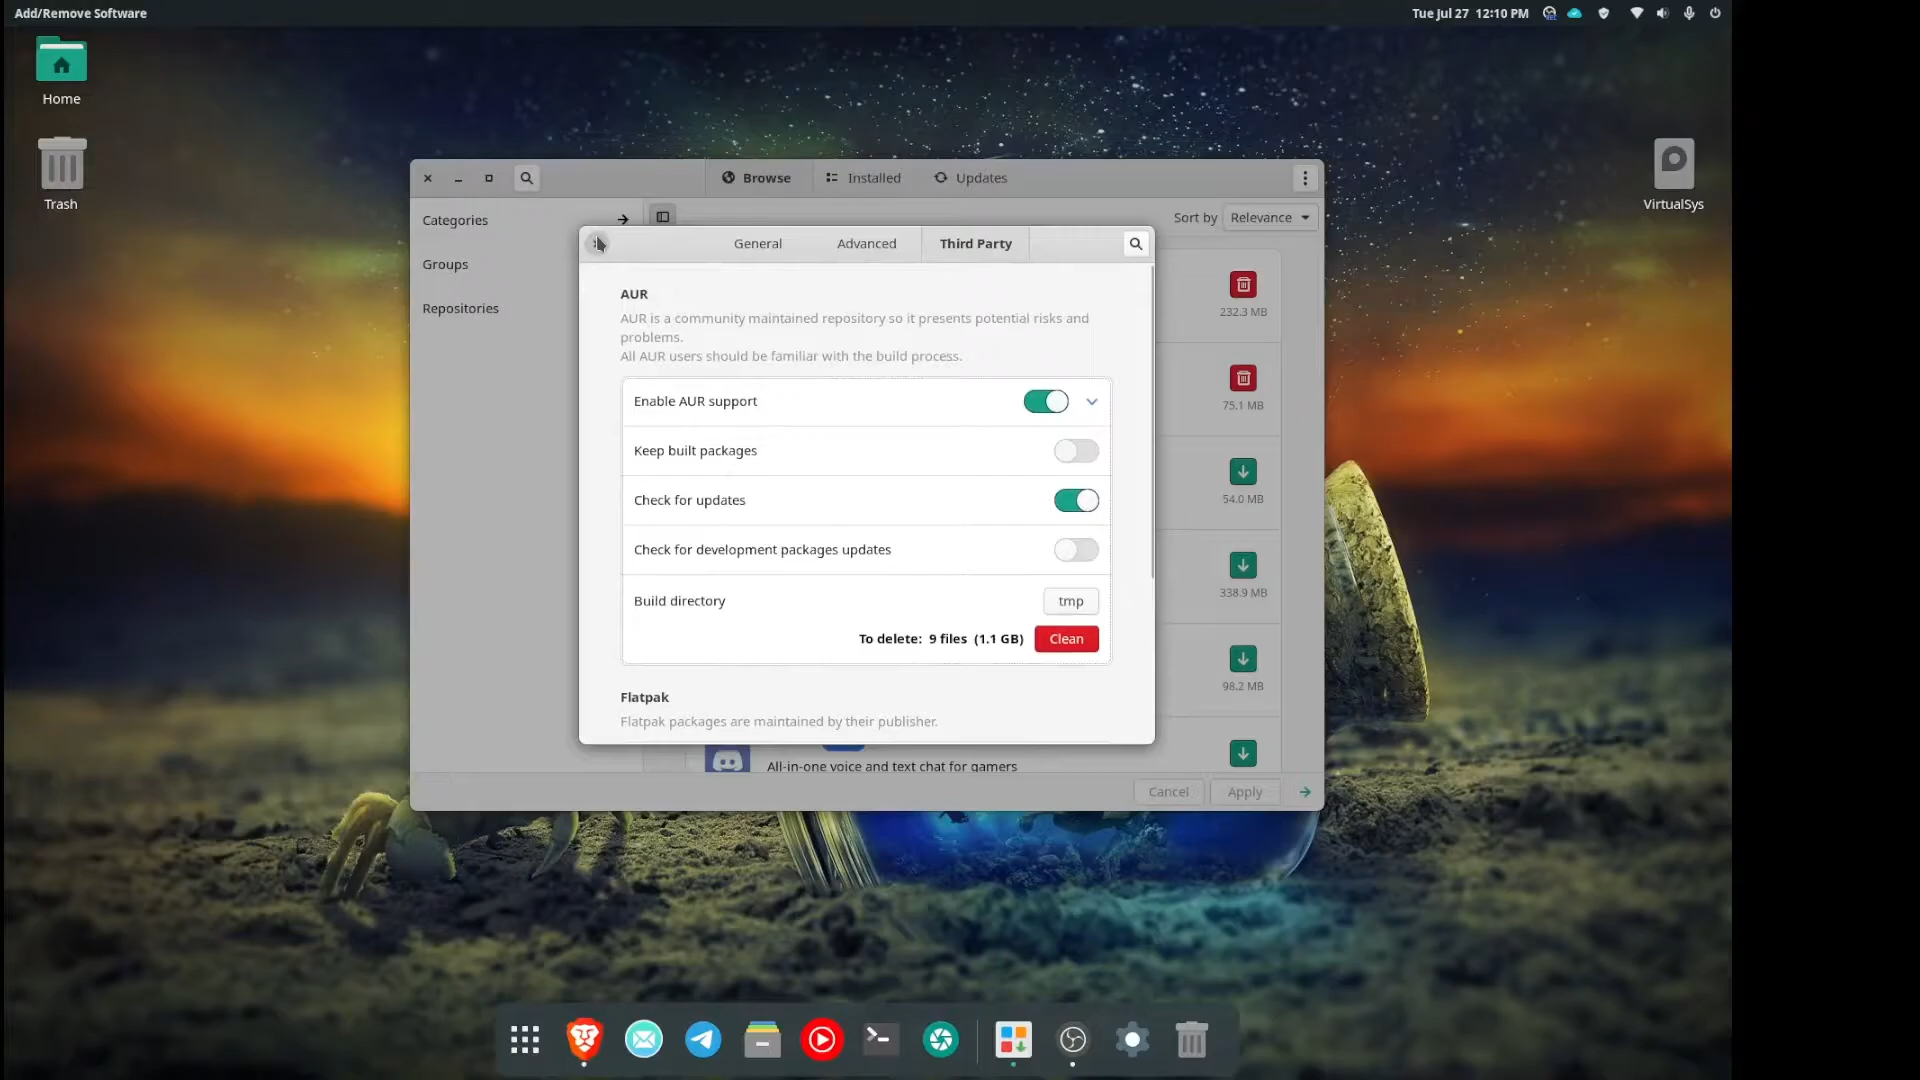 Add/Remove Software
Tue Jul 27 12:10 PM
Home
Trash
VirtualSys
Browse
Installed
Updates
Categories
Groups
Repositories
Sort by
Relevance
General
Advanced
Third Party
AUR
AUR is a community maintained repository so it presents potential risks and
problems.
All AUR users should be familiar with the build process.
Enable AUR support
Keep built packages
Check for updates
Check for development packages updates
Build directory
tmp
To delete: 9 files (1.1 GB)
Clean
Flatpak
Flatpak packages are maintained by their publisher.
232.3 MB
75.1 MB
54.0 MB
338.9 MB
98.2 MB
All-in-one voice and text chat for gamers
Cancel
Apply